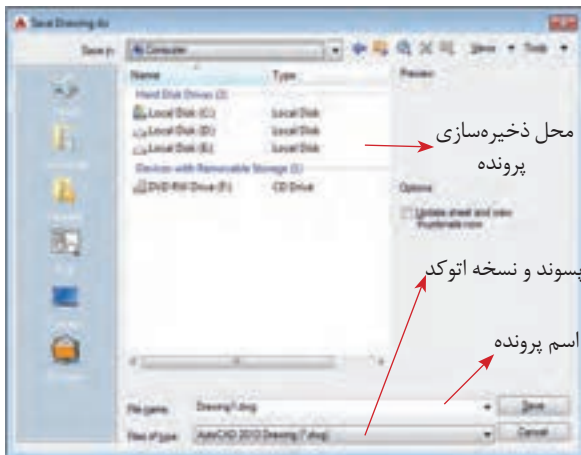 Save Drawing As
Save in:
Computer
Views
Tools
Name
Type
Preview
Hard Disk Drives (3)
Local Disk (C:)
Local Disk
Local Disk (D:)
Local Disk
Local Disk (E:)
Local Disk
Devices with Removable Storage (1)
DVD RW Drive (F:)
CD Drive
محل ذخیره‌سازی
پرونده
Options
Update sheet and view
thumbnails now
پسوند و نسخه اتوکد
اسم پرونده
File name:
Drawing1.dwg
Save
Files of type:
AutoCAD 2013 Drawing (*.dwg)
Cancel